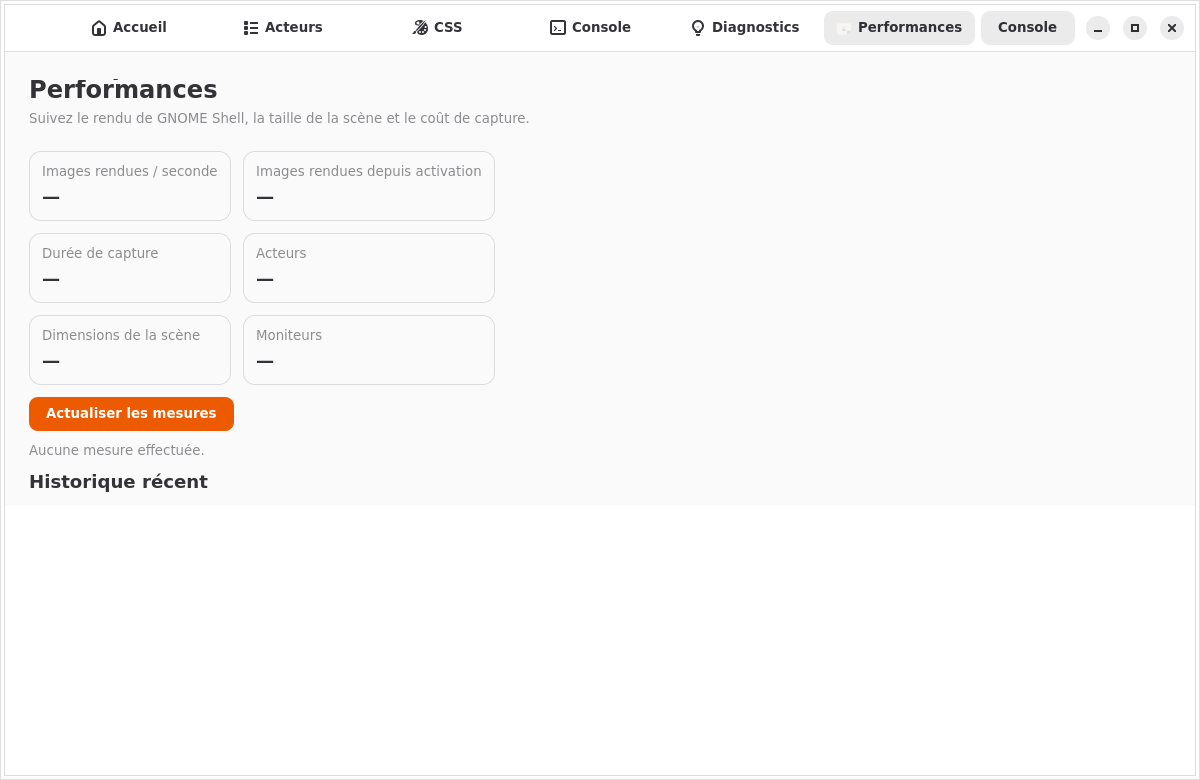 Accueil Acteurs CSS Console Diagnostics Performances Console
Performances
Suivez le rendu de GNOME Shell, la taille de la scène et le coût de capture.
Images rendues / seconde Images rendues depuis activation
— —
Durée de capture Acteurs
— —
Dimensions de la scène Moniteurs
— —
Actualiser les mesures
Aucune mesure effectuée.
Historique récent